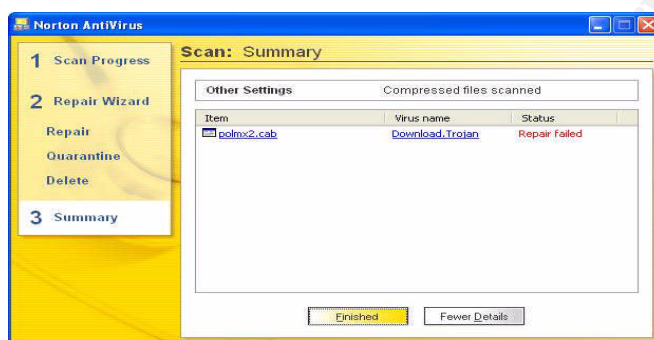 Norton AntiVirus
1 Scan Progress
2 Repair Wizard
Repair
Quarantine
Delete
3 Summary
Scan: Summary
Other Settings Compressed files scanned
Item Virus name Status
polmx2.cab Download.Trojan Repair failed
Finished Fewer Details